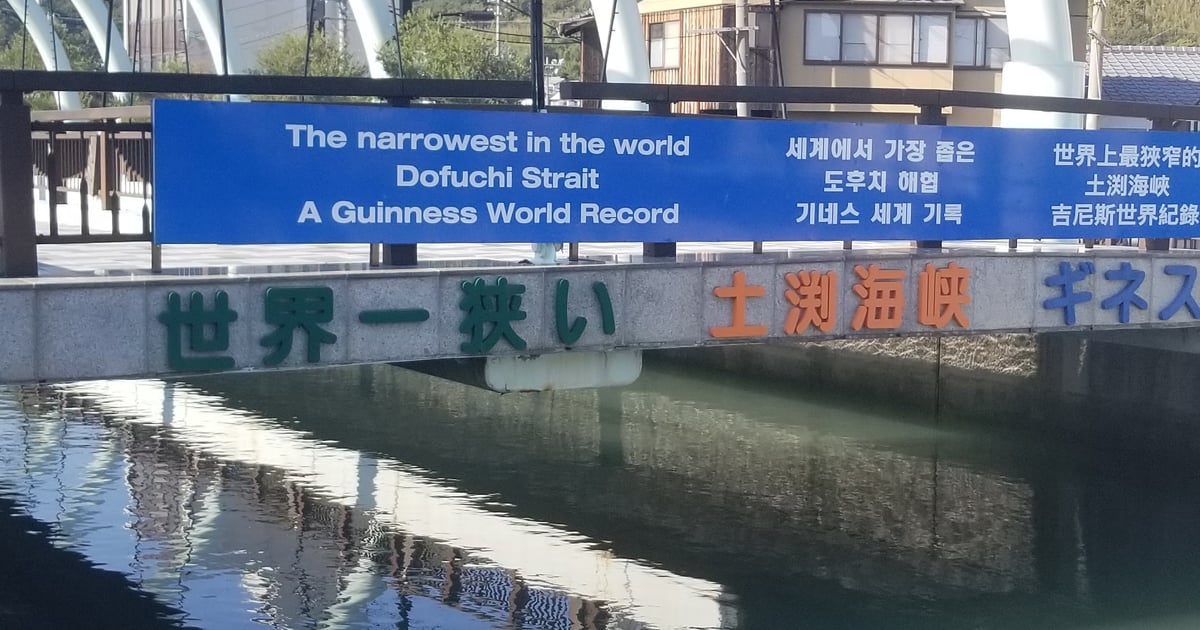 The narrowest in the world
Dofuchi Strait
A Guinness World Record
세계에서 가장 좁은
도후치 해협
기네스 세계 기록
世界上最狹窄的
土渕海峽
吉尼斯世界紀錄
世界一狭い 土渕海峡 ギネス